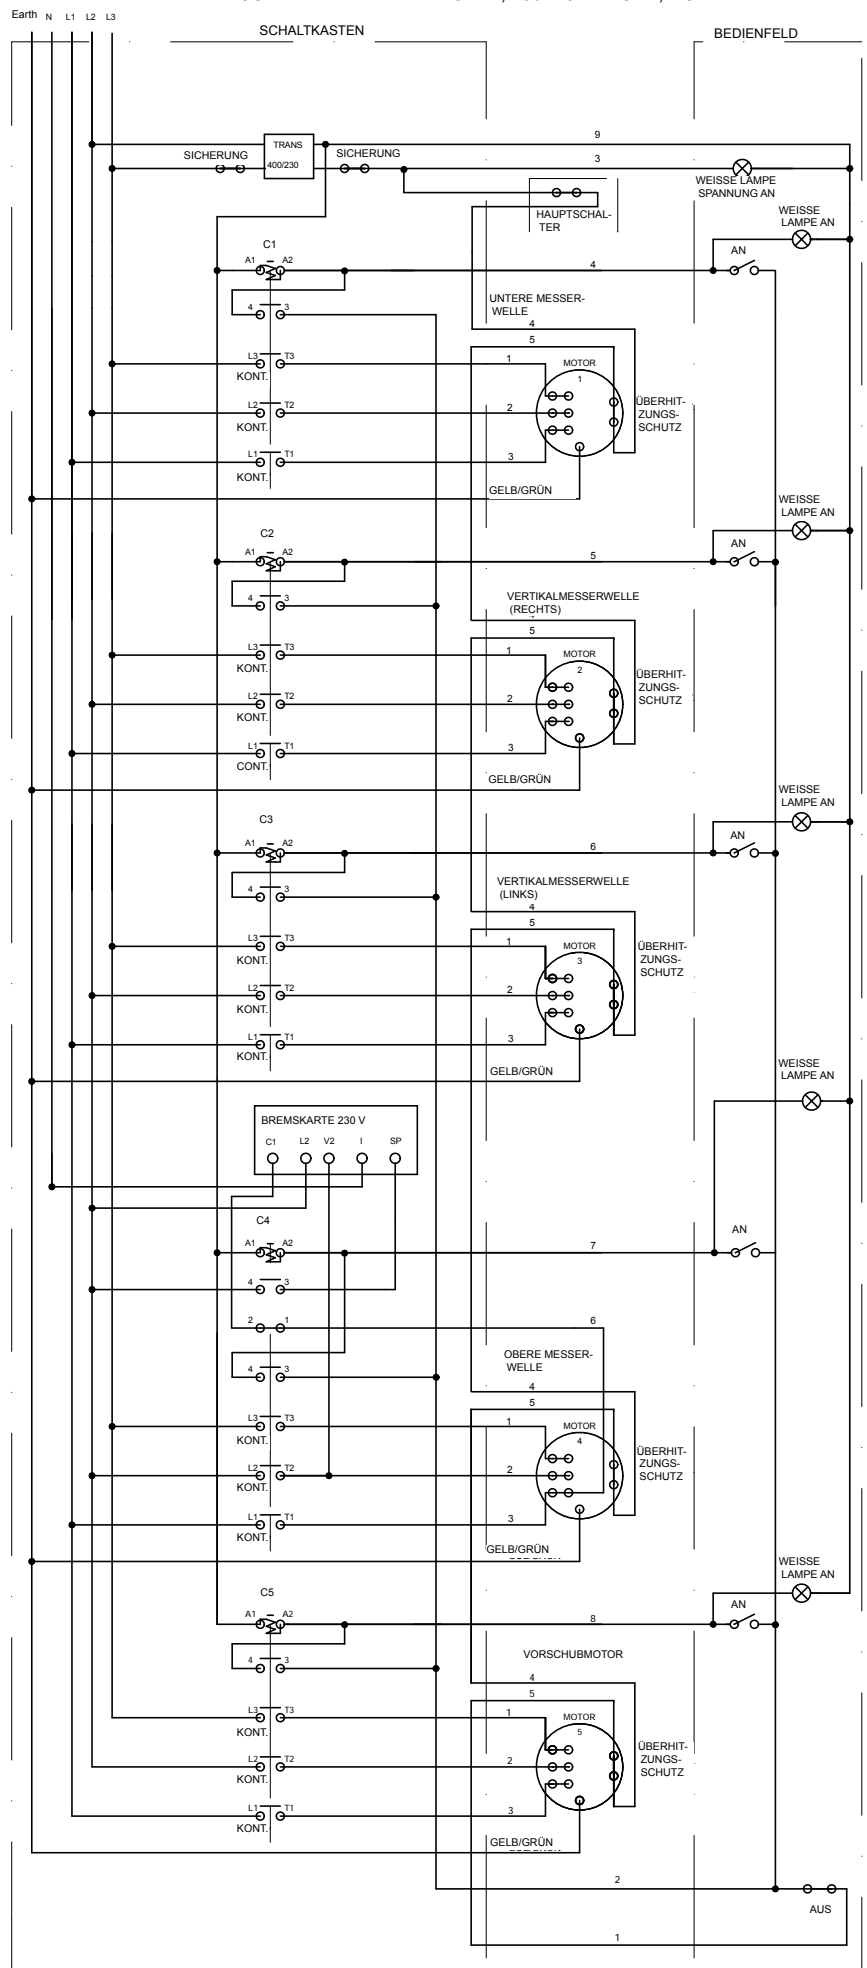 Earth N L1 L2 L3
SCHALTKASTEN
BEDIENFELD
TRANS
400/230
SICHERUNG
SICHERUNG
9
3
WEISSE LAMPE
SPANNUNG AN
HAUPTSCHAL-
TER
WEISSE
LAMPE AN
C1
A1 A2
4
AN
4 3
UNTERE MESSER-
WELLE
4
5
L3 T3
KONT.
1
MOTOR
1
L2 T2
KONT.
2
ÜBERHIT-
ZUNGS-
SCHUTZ
L1 T1
KONT.
3
GELB/GRÜN
WEISSE
LAMPE AN
C2
A1 A2
5
AN
4 3
VERTIKALMESSERWELLE
(RECHTS)
5
L3 T3
KONT.
1
MOTOR
2
L2 T2
KONT.
2
ÜBERHIT-
ZUNGS-
SCHUTZ
L1 T1
CONT.
3
GELB/GRÜN
WEISSE
LAMPE AN
C3
A1 A2
6
AN
4 3
VERTIKALMESSERWELLE
(LINKS)
4
5
L3 T3
KONT.
1
MOTOR
3
L2 T2
KONT.
2
ÜBERHIT-
ZUNGS-
SCHUTZ
L1 T1
KONT.
3
GELB/GRÜN
WEISSE
LAMPE AN
BREMSKARTE 230 V
C1 L2 V2 I SP
C4
A1 A2
7
AN
4 3
2 1
6
4 3
OBERE MESSER-
WELLE
4
5
L3 T3
KONT.
1
MOTOR
4
L2 T2
KONT.
2
ÜBERHIT-
ZUNGS-
SCHUTZ
L1 T1
KONT.
3
GELB/GRÜN
WEISSE
LAMPE AN
C5
A1 A2
8
AN
4 3
VORSCHUBMOTOR
4
5
L3 T3
KONT.
1
MOTOR
5
L2 T2
KONT.
2
ÜBERHIT-
ZUNGS-
SCHUTZ
L1 T1
KONT.
3
GELB/GRÜN
2
AUS
1